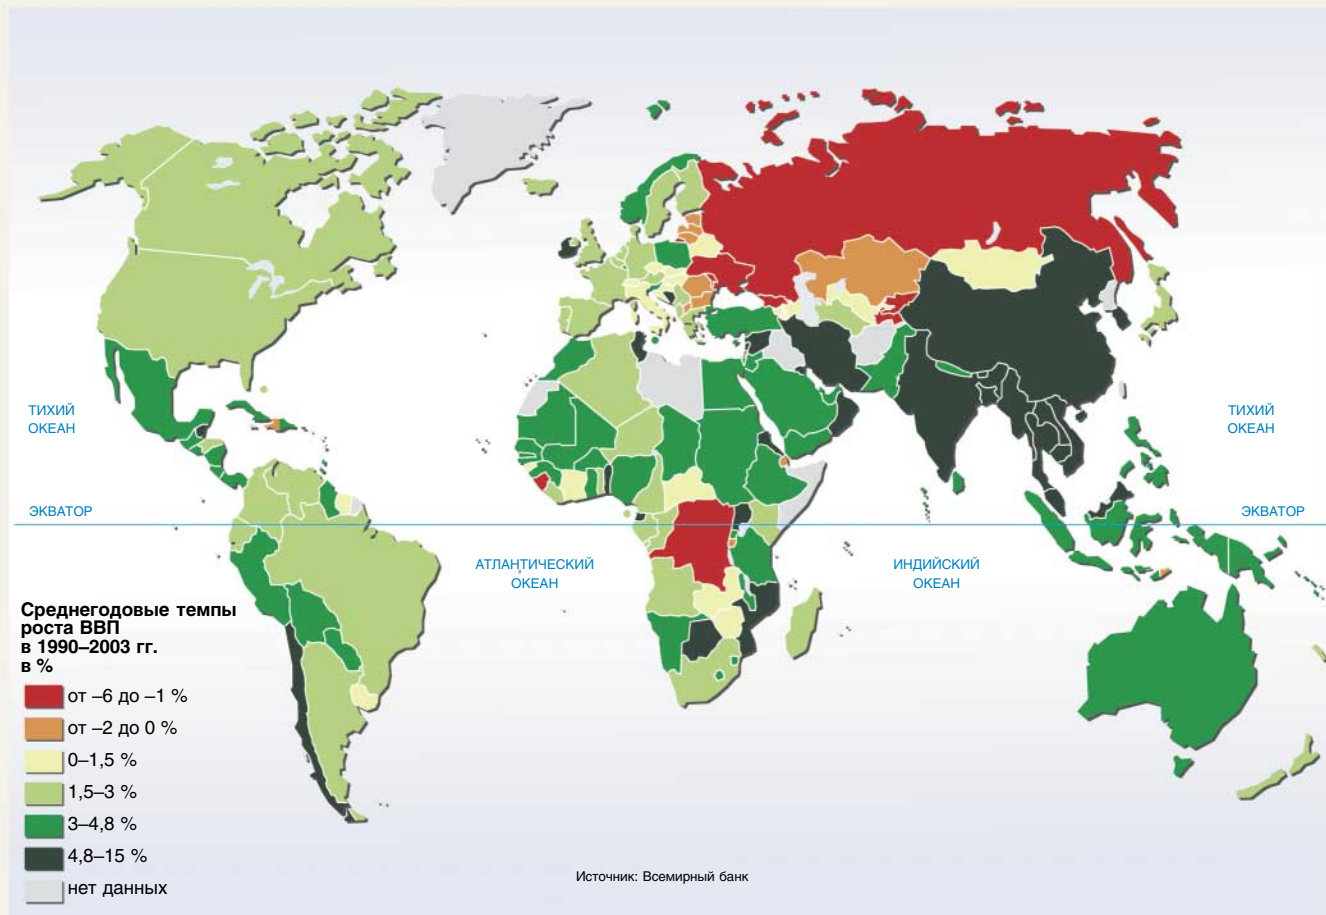 ТИХИЙ
ОКЕАН
ТИХИЙ
ОКЕАН
ЭКВАТОР
ЭКВАТОР
АТЛАНТИЧЕСКИЙ
ОКЕАН
ИНДИЙСКИЙ
ОКЕАН
Среднегодовые темпы
роста ВВП
в 1990–2003 гг.
в %
от –6 до –1 %
от –2 до 0 %
0–1,5 %
1,5–3 %
3–4,8 %
4,8–15 %
нет данных
Источник: Всемирный банк